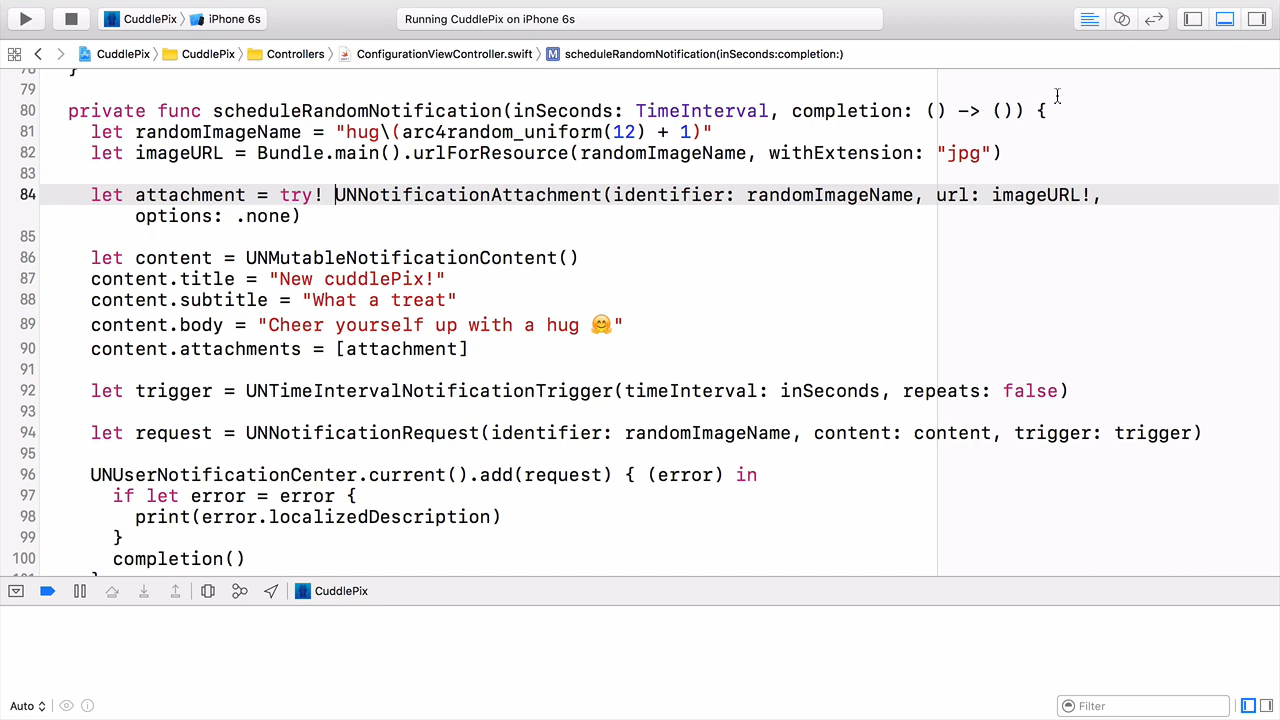 CuddlePix iPhone 6s Running CuddlePix on iPhone 6s
CuddlePix CuddlePix Controllers ConfigurationViewController.swift M scheduleRandomNotification(inSeconds:completion:)
78 }
79
80 private func scheduleRandomNotification(inSeconds: TimeInterval, completion: () -> ()) {
81 let randomImageName = "hug\(arc4random_uniform(12) + 1)"
82 let imageURL = Bundle.main().urlForResource(randomImageName, withExtension: "jpg")
83
84 let attachment = try! UNNotificationAttachment(identifier: randomImageName, url: imageURL!,
options: .none)
85
86 let content = UNMutableNotificationContent()
87 content.title = "New cuddlePix!"
88 content.subtitle = "What a treat"
89 content.body = "Cheer yourself up with a hug 🤗"
90 content.attachments = [attachment]
91
92 let trigger = UNTimeIntervalNotificationTrigger(timeInterval: inSeconds, repeats: false)
93
94 let request = UNNotificationRequest(identifier: randomImageName, content: content, trigger: trigger)
95
96 UNUserNotificationCenter.current().add(request) { (error) in
97 if let error = error {
98 print(error.localizedDescription)
99 }
100 completion()
101 }
CuddlePix
Auto Filter